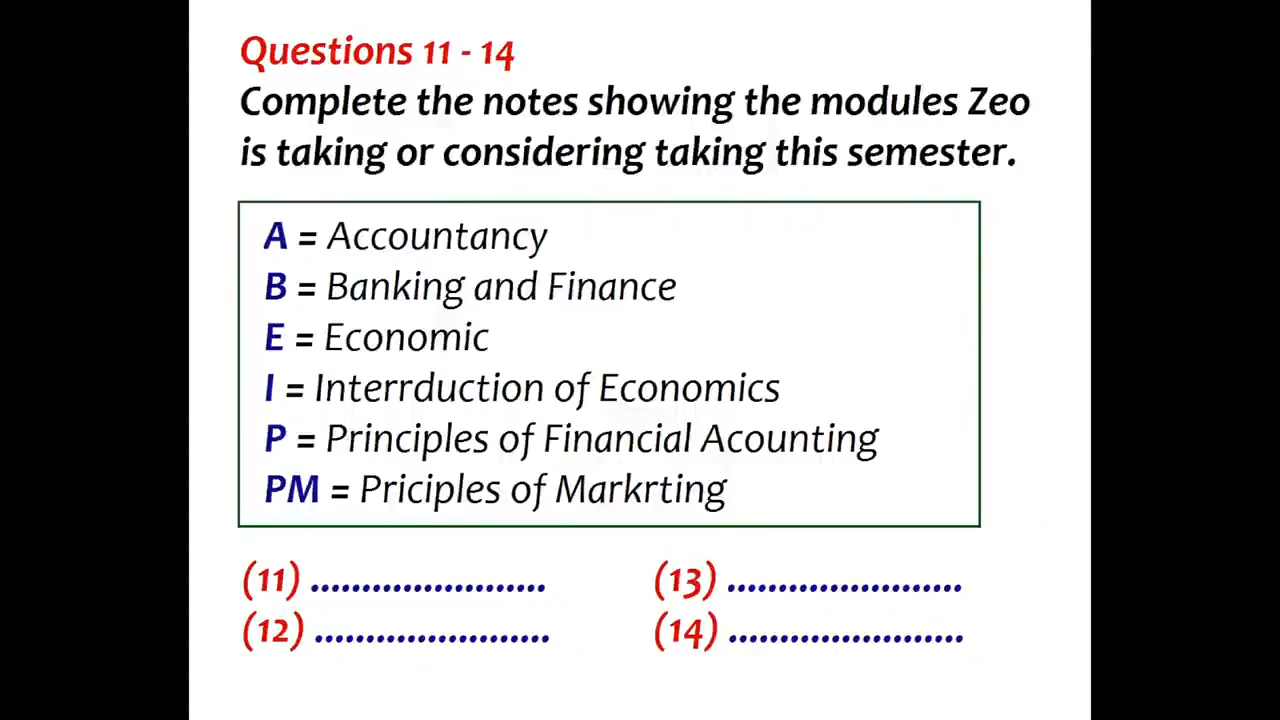 Questions 11 - 14
Complete the notes showing the modules Zeo
is taking or considering taking this semester.
A = Accountancy
B = Banking and Finance
E = Economic
I = Interrduction of Economics
P = Principles of Financial Acounting
PM = Priciples of Markrting
(11) ....................... (13) .......................
(12) ....................... (14) .......................